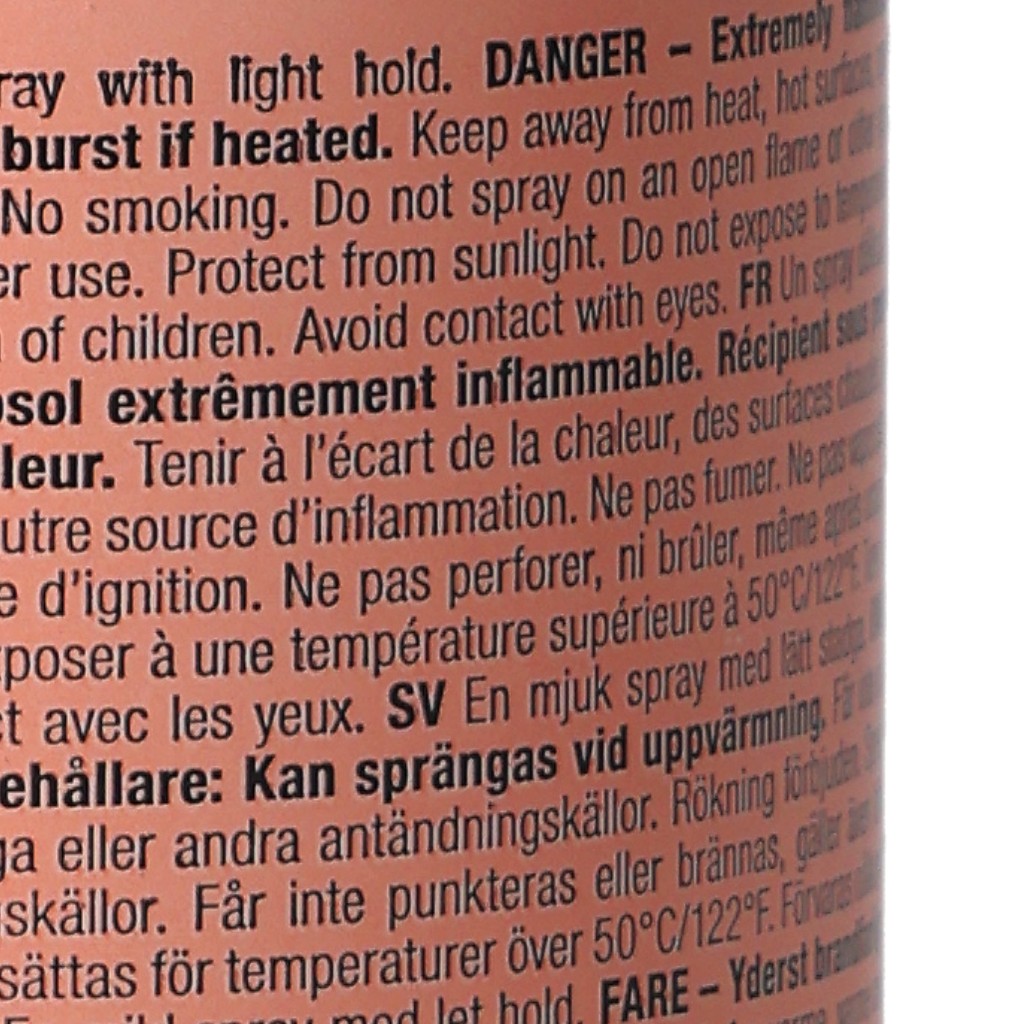 ray with light hold. DANGER – Extremely
burst if heated. Keep away from heat, hot surfaces,
No smoking. Do not spray on an open flame or other
er use. Protect from sunlight. Do not expose to
of children. Avoid contact with eyes. FR Un spray
osol extrêmement inflammable. Récipient sous
leur. Tenir à l'écart de la chaleur, des surfaces
utre source d'inflammation. Ne pas fumer. Ne pas
e d'ignition. Ne pas perforer, ni brûler, même après
poser à une température supérieure à 50°C/122°F.
ct avec les yeux. SV En mjuk spray med lätt
ehållare: Kan sprängas vid uppvärmning. Får
ga eller andra antändningskällor. Rökning förbjuden.
skällor. Får inte punkteras eller brännas, gäller
sättas för temperaturer över 50°C/122°F. Förvaras
spray med let hold. FARE – Yderst